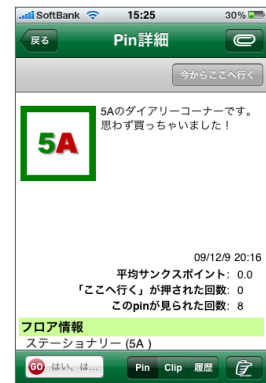 SoftBank 15:25 30%
戻る Pin詳細
今からここへ行く
5A
5Aのダイアリーコーナーです。
思わず買っちゃいました！
09/12/9 20:16
平均サンクスポイント: 0.0
「ここへ行く」が押された回数: 0
このpinが見られた回数: 8
フロア情報
ステーショナリー (5A )
GO はい、は... Pin Clip 履歴